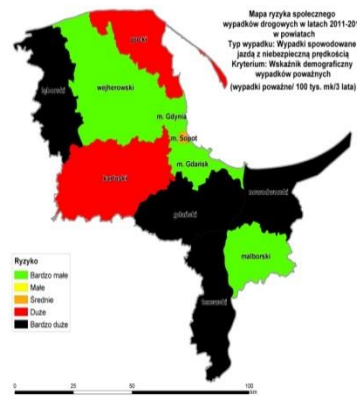 Mapa ryzyka społecznego
wypadków drogowych w latach 2011-201
w powiatach
Typ wypadku: Wypadki spowodowane
jazdą z niebezpieczną prędkością
Kryterium: Wskaźnik demograficzny
wypadków poważnych
(wypadki poważne/ 100 tys. mk/3 lata)
pucki
lęborski
wejherowski
m. Gdynia
m. Sopot
m. Gdańsk
kartuski
nowodworski
gdański
malborski
tczewski
Ryzyko
Bardzo małe
Małe
Średnie
Duże
Bardzo duże
0 25 50 100